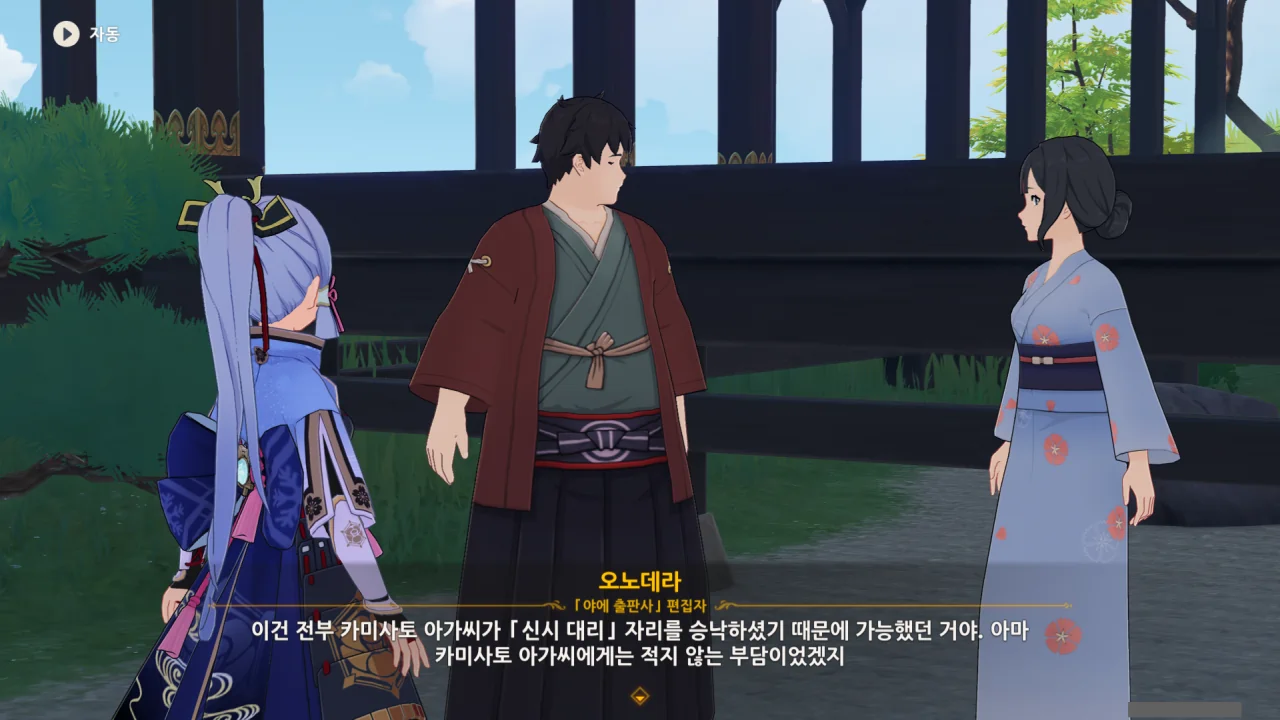 자동
오노데라
「야에 출판사」 편집자
이건 전부 카미사토 아가씨가 「신시 대리」 자리를 승낙하셨기 때문에 가능했던 거야. 아마
카미사토 아가씨에게는 적지 않는 부담이었겠지